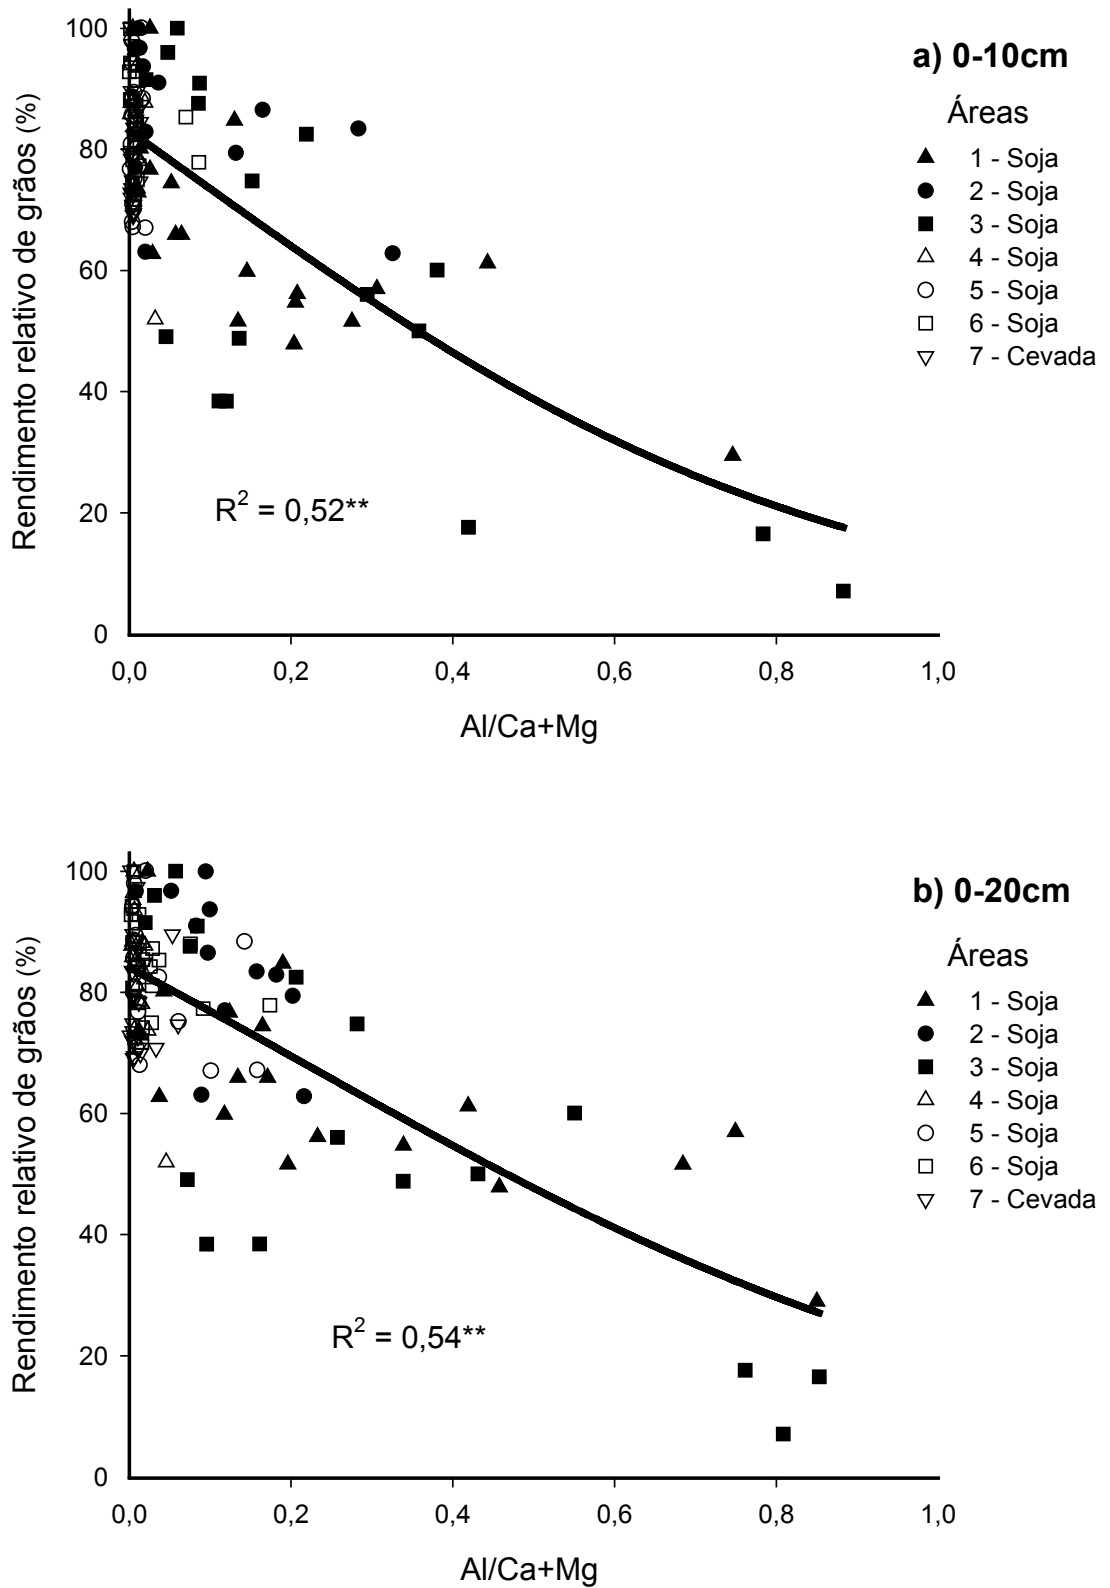 a) 0-10cm
Áreas
1 - Soja
2 - Soja
3 - Soja
4 - Soja
5 - Soja
6 - Soja
7 - Cevada
Rendimento relativo de grãos (%)
100
80
60
40
20
0
R² = 0,52**
0,0 0,2 0,4 0,6 0,8 1,0
Al/Ca+Mg
b) 0-20cm
Áreas
1 - Soja
2 - Soja
3 - Soja
4 - Soja
5 - Soja
6 - Soja
7 - Cevada
Rendimento relativo de grãos (%)
100
80
60
40
20
0
R² = 0,54**
0,0 0,2 0,4 0,6 0,8 1,0
Al/Ca+Mg